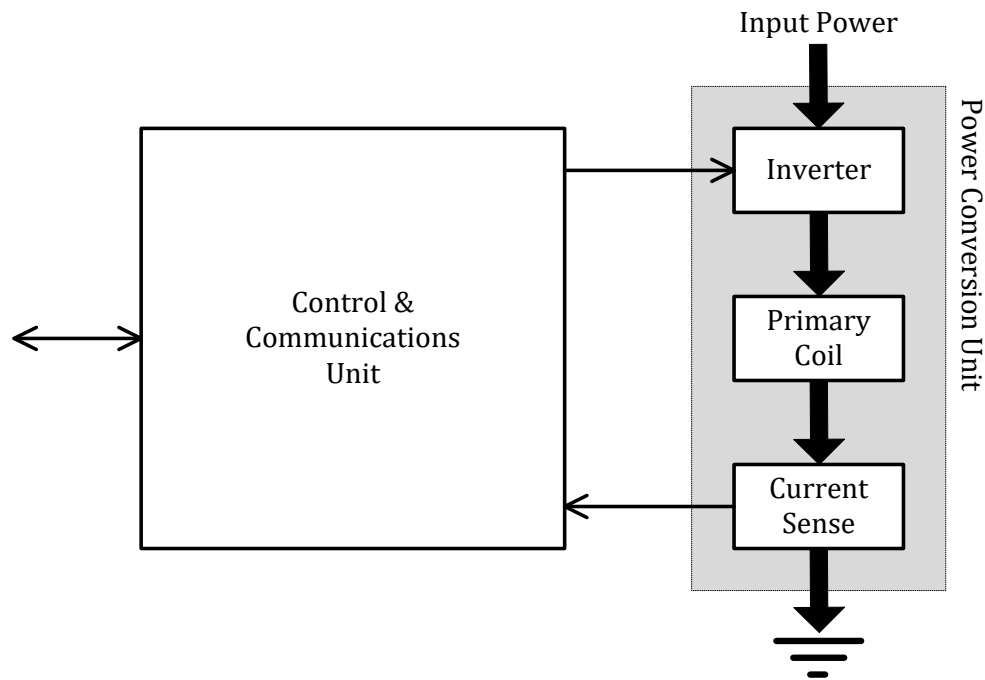 Input Power
Inverter
Control &
Communications
Unit
Primary
Coil
Current
Sense
Power Conversion Unit